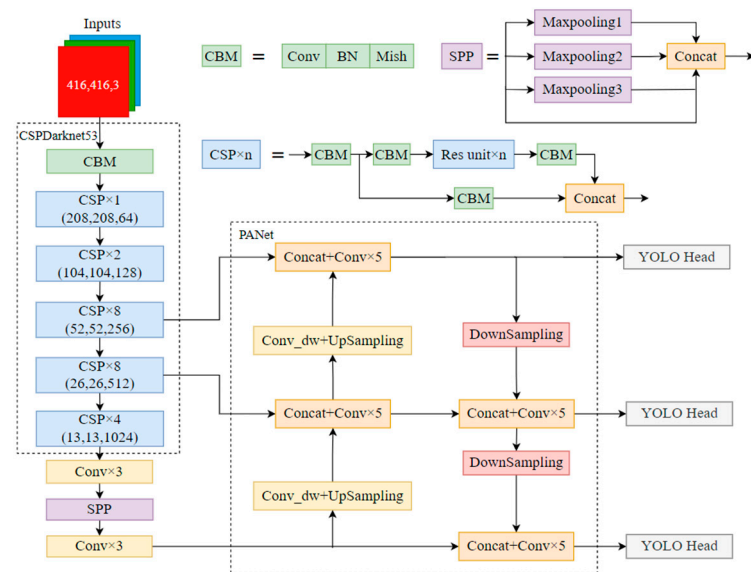 Inputs
416,416,3
CBM
=
Conv
BN
Mish
SPP
=
Maxpooling1
Maxpooling2
Maxpooling3
Concat
CSPDarknet53
CBM
CSP×1
(208,208,64)
CSP×2
(104,104,128)
CSP×8
(52,52,256)
CSP×8
(26,26,512)
CSP×4
(13,13,1024)
Conv×3
SPP
Conv×3
CSP×n
=
CBM
CBM
Res unit×n
CBM
CBM
Concat
PANet
Concat+Conv×5
YOLO Head
Conv_dw+UpSampling
DownSampling
Concat+Conv×5
Concat+Conv×5
YOLO Head
DownSampling
Conv_dw+UpSampling
Concat+Conv×5
YOLO Head